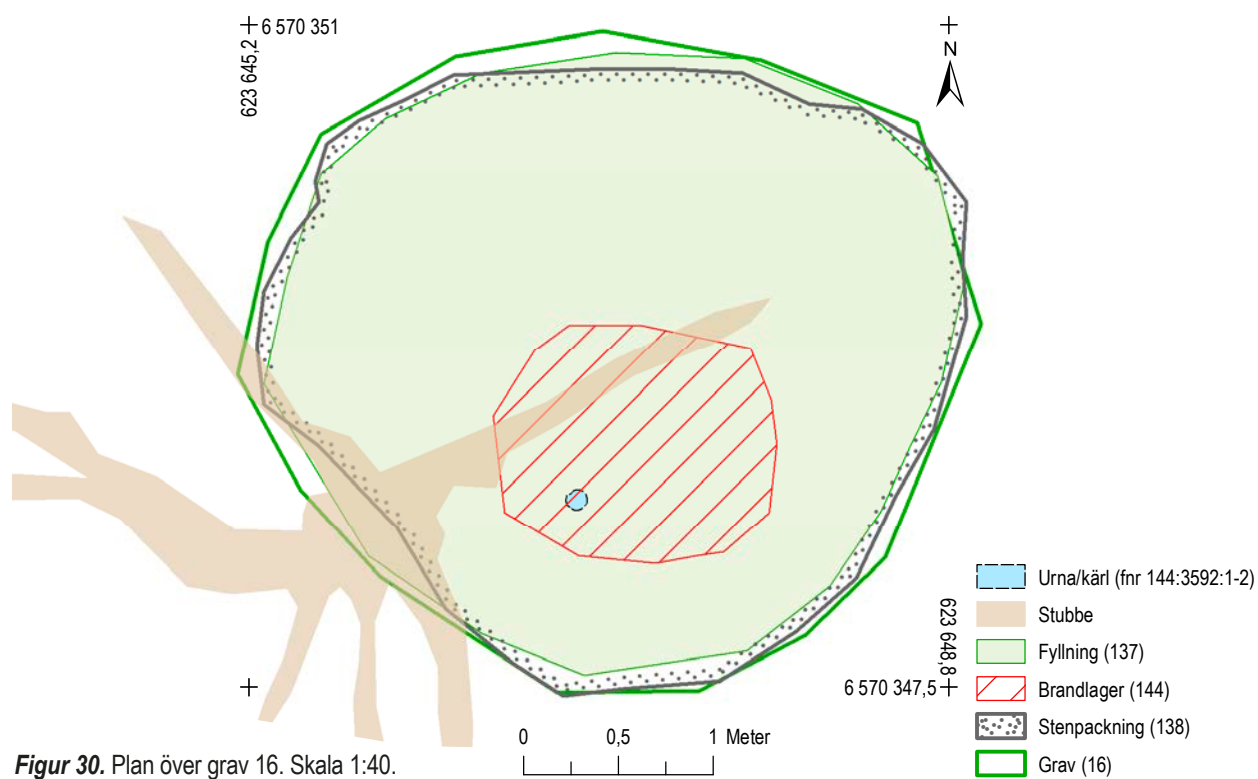 6 570 351
623 645,2
N
623 648,8
6 570 347,5
Urna/kärl (fnr 144:3592:1-2)
Stubbe
Fyllning (137)
Brandlager (144)
Stenpackning (138)
Grav (16)
0 0,5 1 Meter
Figur 30. Plan över grav 16. Skala 1:40.